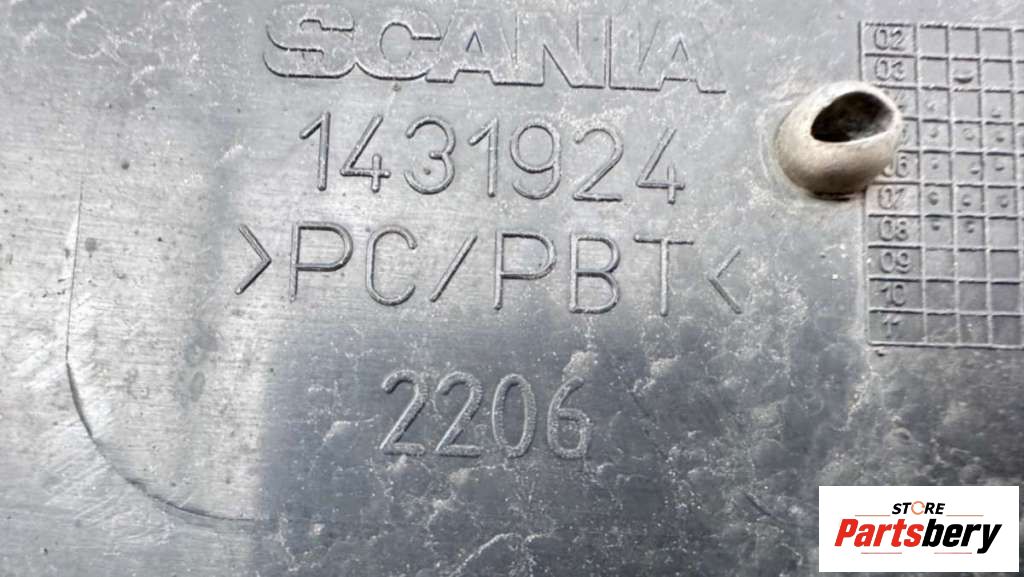 SCANIA
1431924
>PC/PBT<
2206
02
03
06
07
08
09
10
11
STORE
Partsbery